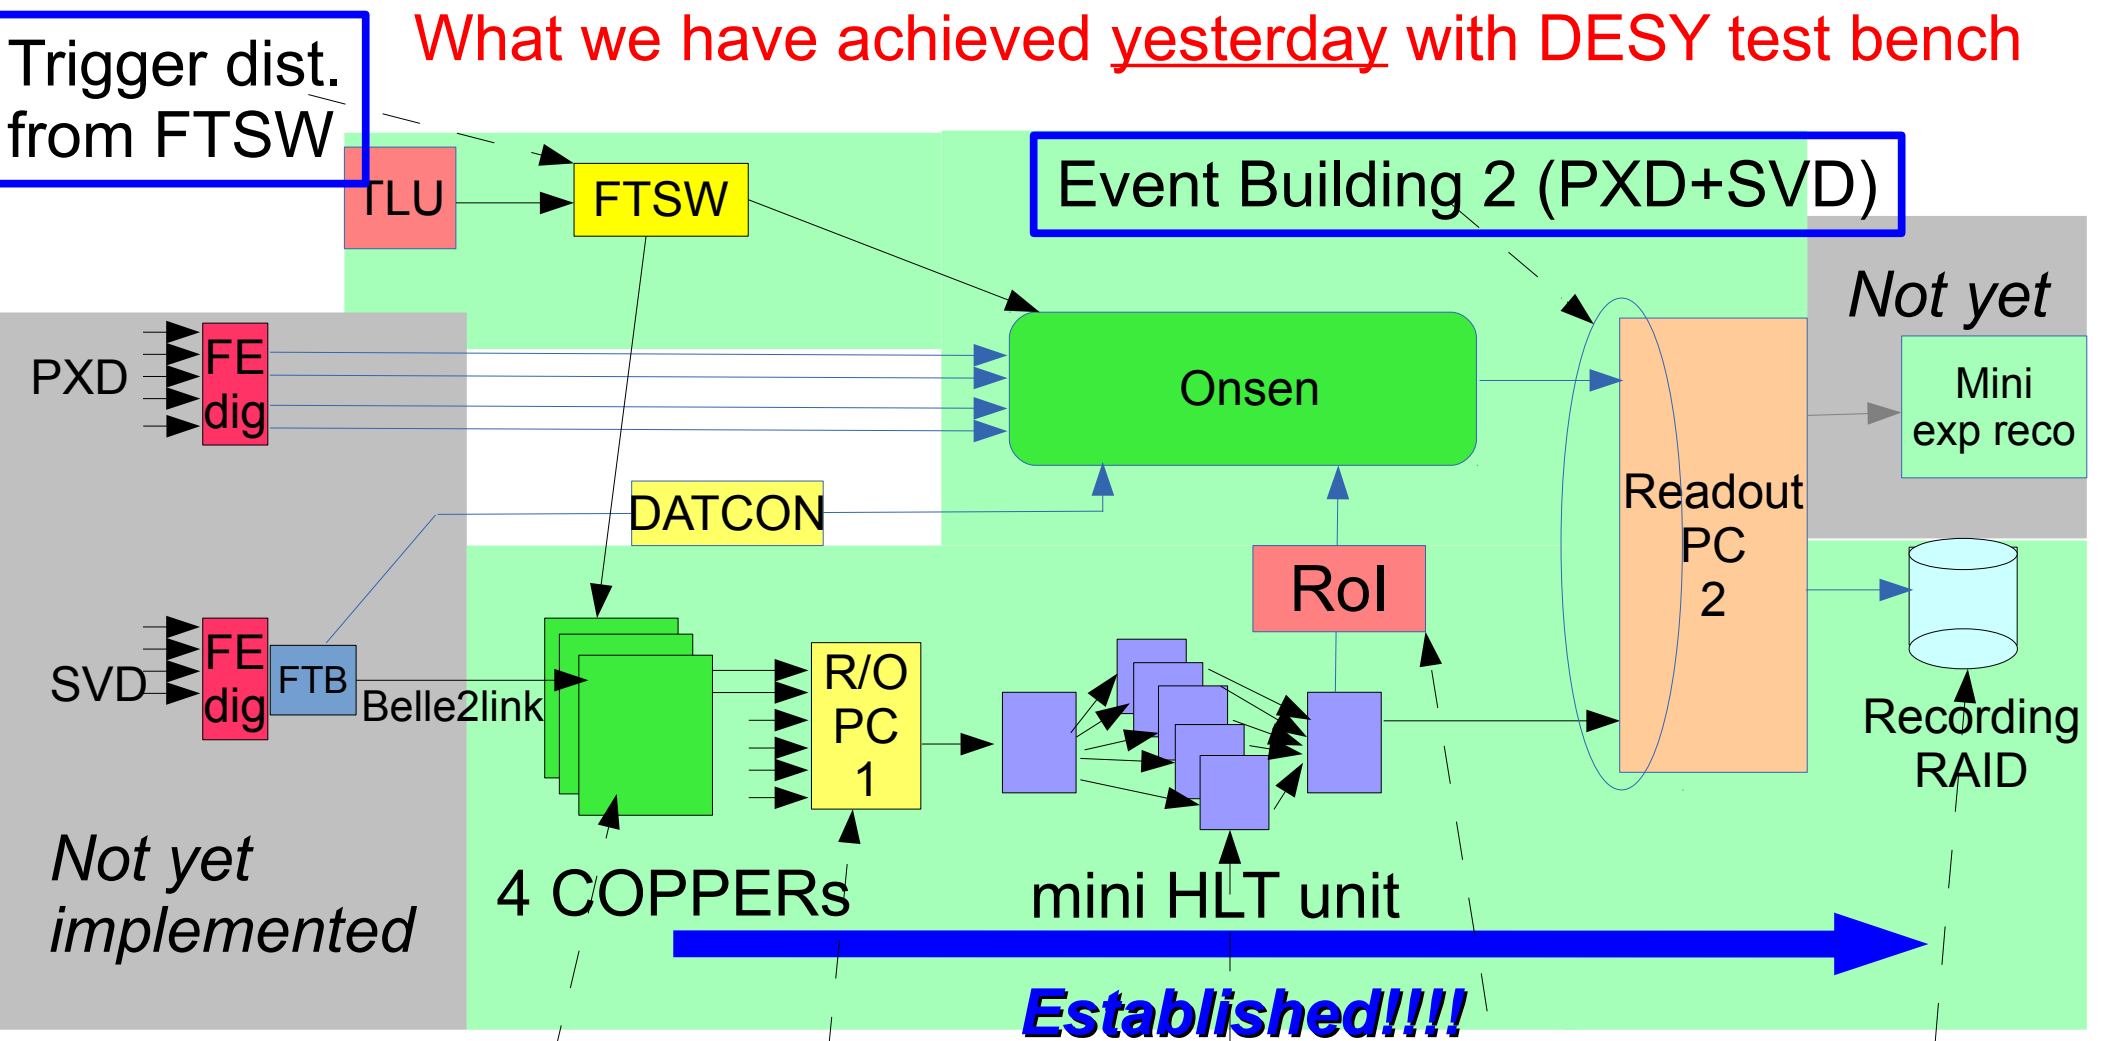 What we have achieved yesterday with DESY test bench
Trigger dist.
from FTSW
TLU
FTSW
Event Building 2 (PXD+SVD)
Not yet
PXD
FE
dig
Onsen
Mini
exp reco
DATCON
Readout
PC
2
RoI
SVD
FE
dig
FTB
Belle2link
R/O
PC
1
Recording
RAID
Not yet
implemented
4 COPPERs
mini HLT unit
Established!!!!